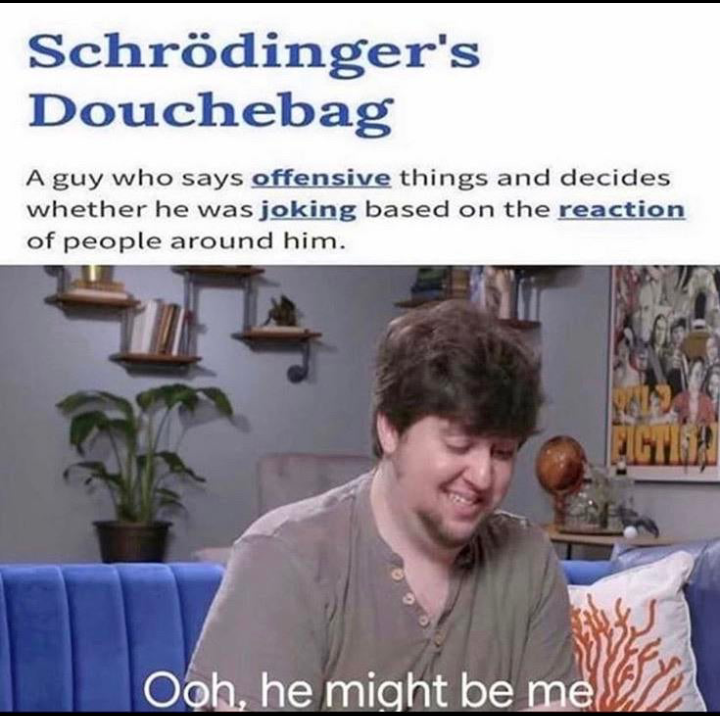 Schrödinger's
Douchebag
A guy who says offensive things and decides
whether he was joking based on the reaction
of people around him.
FICTION
Ooh, he might be me